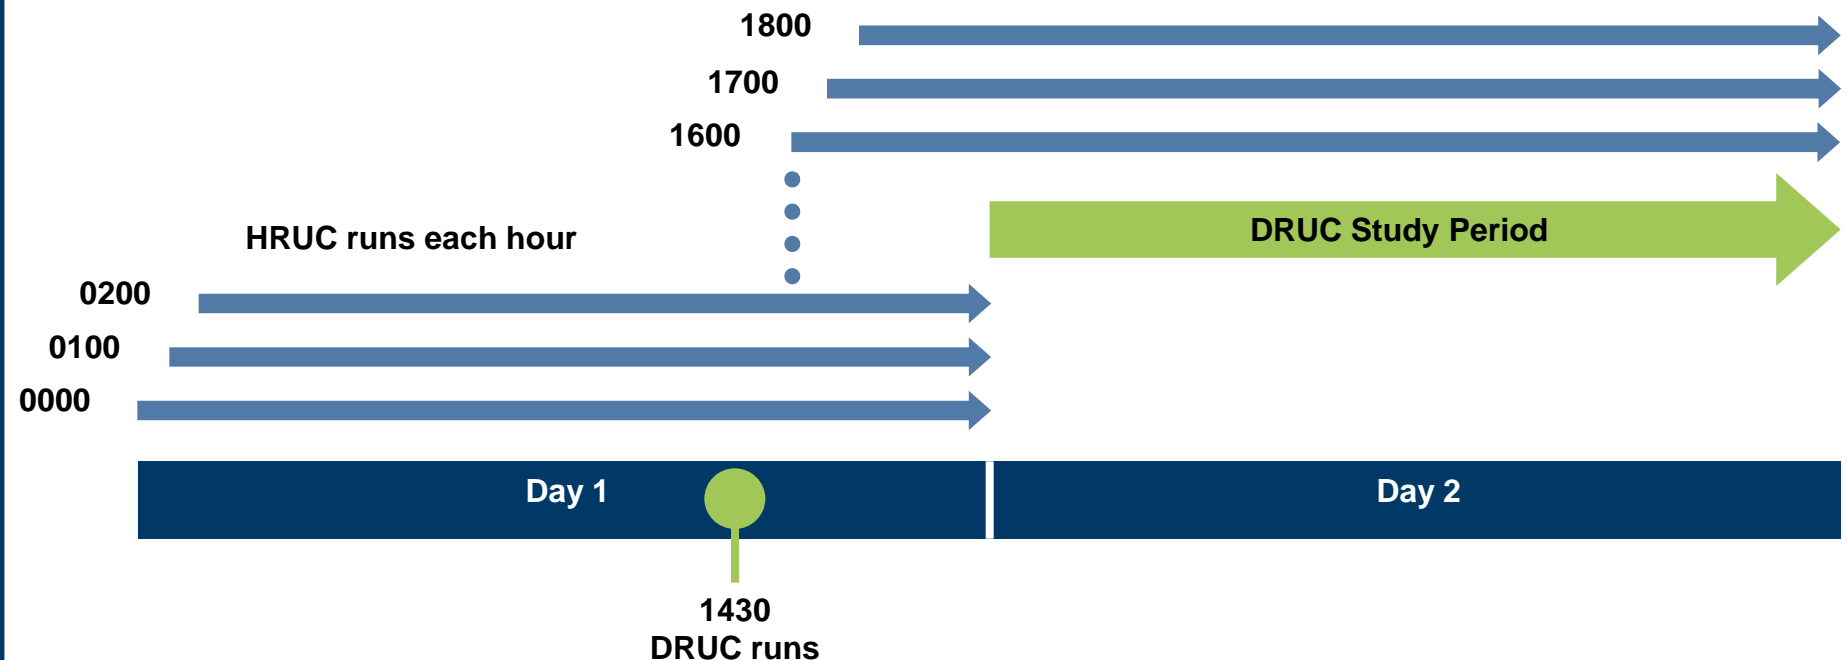 1800
1700
1600
DRUC Study Period
HRUC runs each hour
0200
0100
0000
Day 1
Day 2
1430
DRUC runs